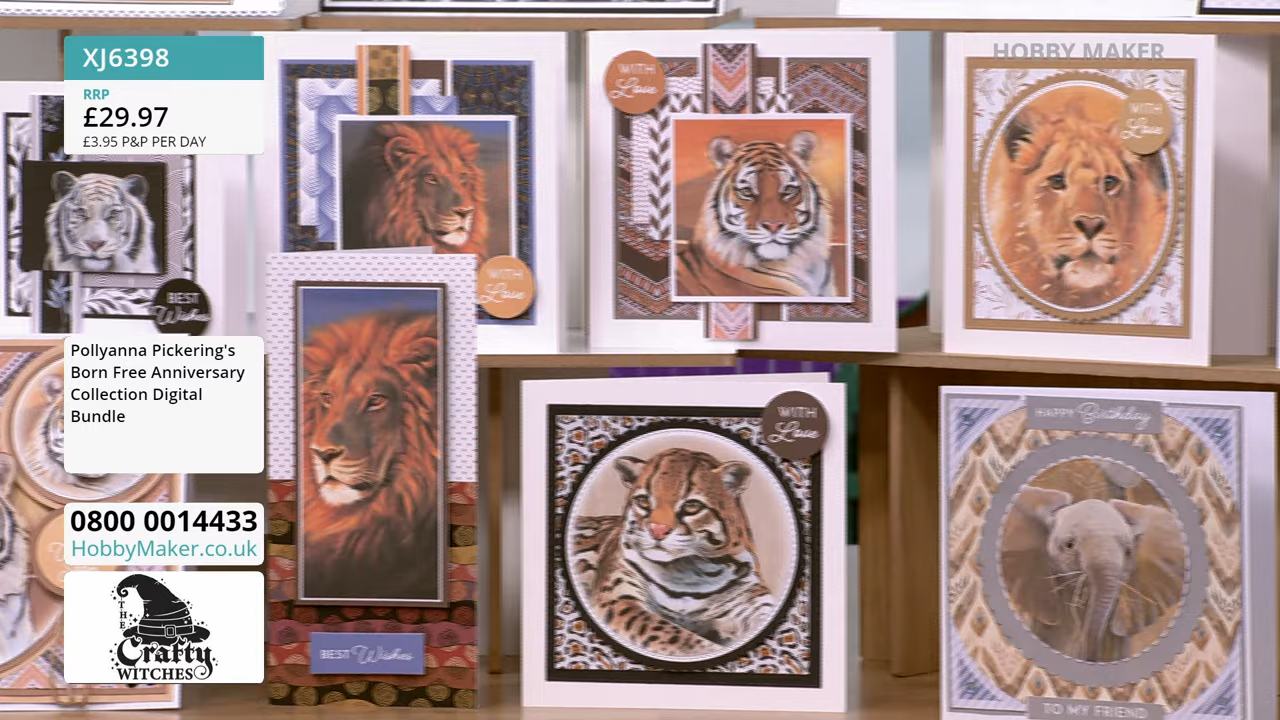 XJ6398
RRP
£29.97
£3.95 P&P PER DAY
HOBBY MAKER
WITH
Love
WITH
Love
BEST
Wishes
WITH
Love
Pollyanna Pickering's
Born Free Anniversary
Collection Digital
Bundle
WITH
Love
HAPPY Birthday
0800 0014433
HobbyMaker.co.uk
THE
Crafty
WITCHES
BEST Wishes
TO MY FRIEND